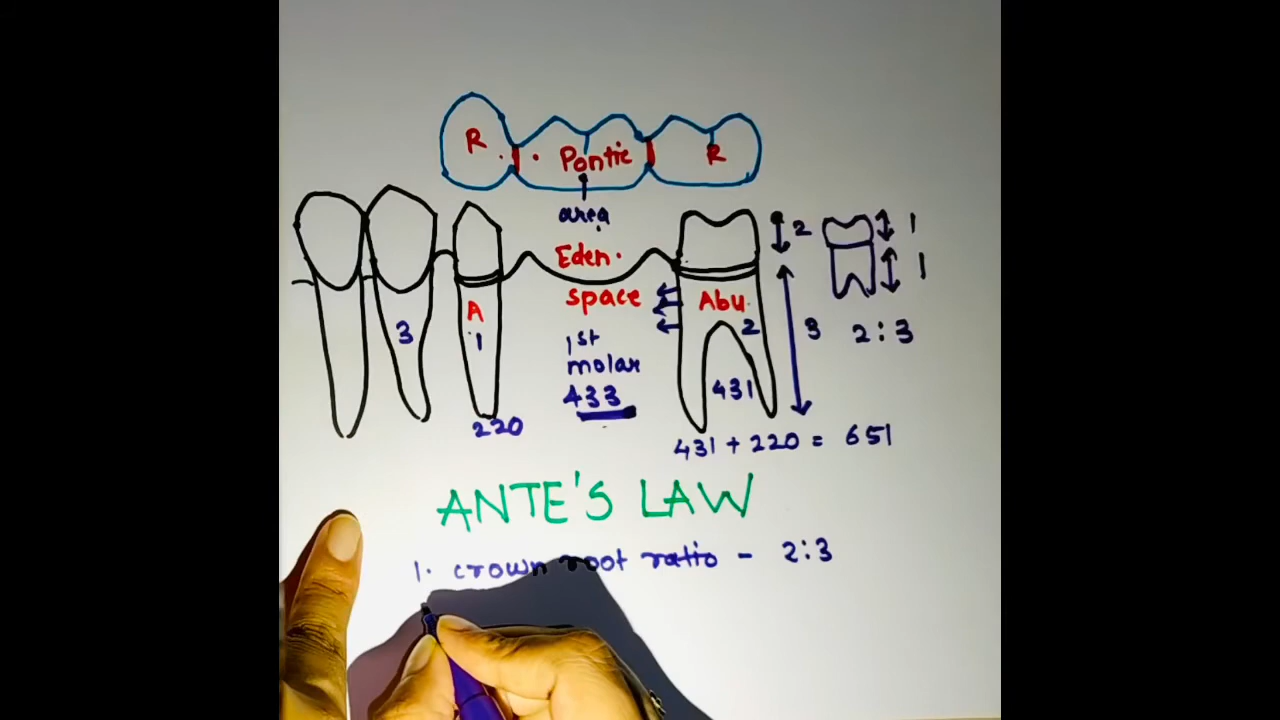 R Pontic R
area
Eden
space
1st
molar
433
3
A
1
220
Abu
2
431
2
3
1
1
2:3
431 + 220 = 651
ANTE'S LAW
1. crown root ratio - 2:3